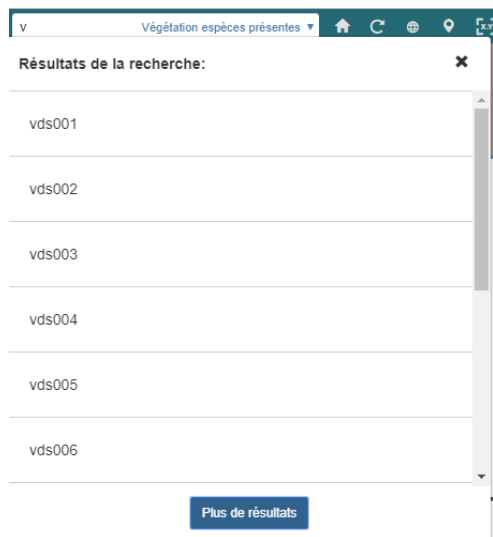 v Végétation espèces présentes ▼
Résultats de la recherche:
vds001
vds002
vds003
vds004
vds005
vds006
Plus de résultats